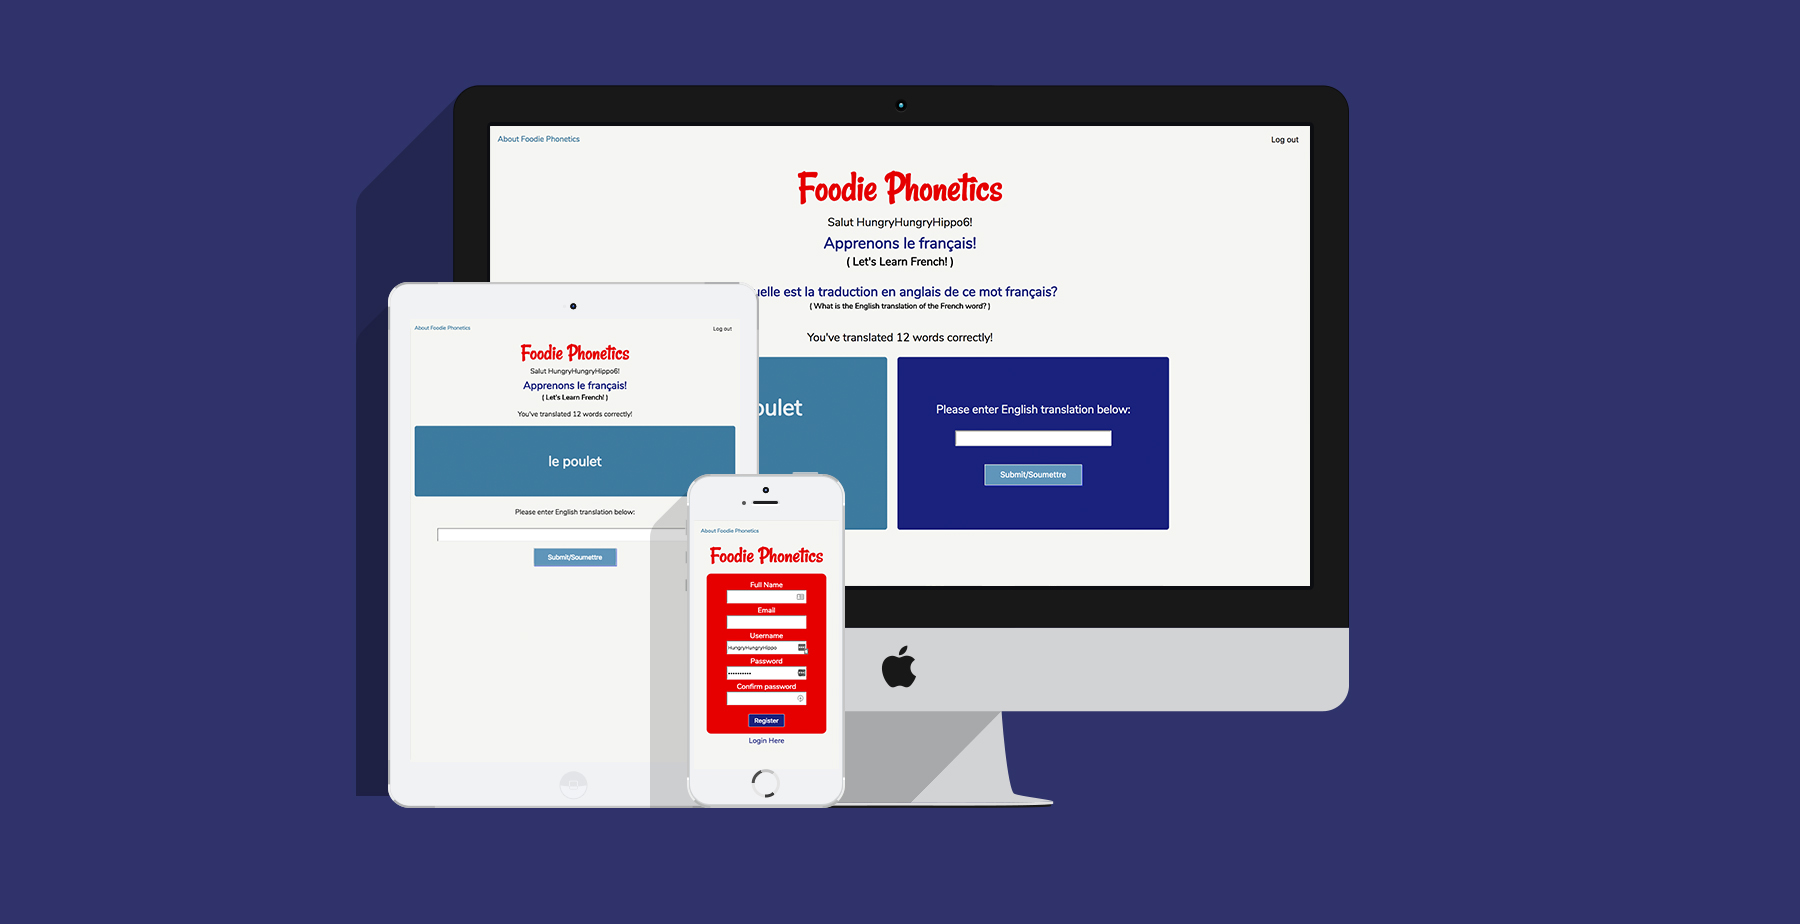 About Foodie Phonetics
Log out
Foodie Phonetics
Salut HungryHungryHippo6!
Apprenons le français!
( Let's Learn French! )
uelle est la traduction en anglais de ce mot français?
( What is the English translation of the French word? )
You've translated 12 words correctly!
oulet
Please enter English translation below:
Submit/Soumettre
About Foodie Phonetics
Log out
Foodie Phonetics
Salut HungryHungryHippo6!
Apprenons le français!
( Let's Learn French! )
You've translated 12 words correctly!
le poulet
Please enter English translation below:
Submit/Soumettre
About Foodie Phonetics
Foodie Phonetics
Full Name
Email
Username
HungryHungryHippo
Password
Confirm password
Register
Login Here